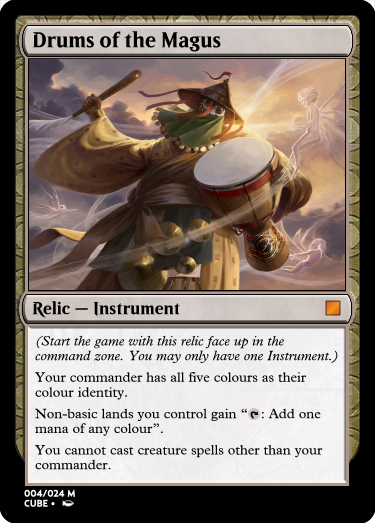 Drums of the Magus
Relic — Instrument
(Start the game with this relic face up in the
command zone. You may only have one Instrument.)
Your commander has all five colours as their
colour identity.
Non-basic lands you control gain “: Add one
mana of any colour”.
You cannot cast creature spells other than your
commander.
004/024 M
CUBE •